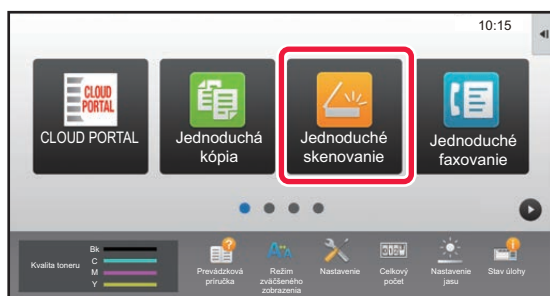 10:15
CLOUD
PORTAL
CLOUD PORTAL
Jednoduchá
kópia
Jednoduché
skenovanie
Jednoduché
faxovanie
Kvalita toneru
Bk
C
M
Y
Prevádzková
príručka
Režim
zväčšeného
zobrazenia
Nastavenie
Celkový
počet
Nastavenie
jasu
Stav úlohy